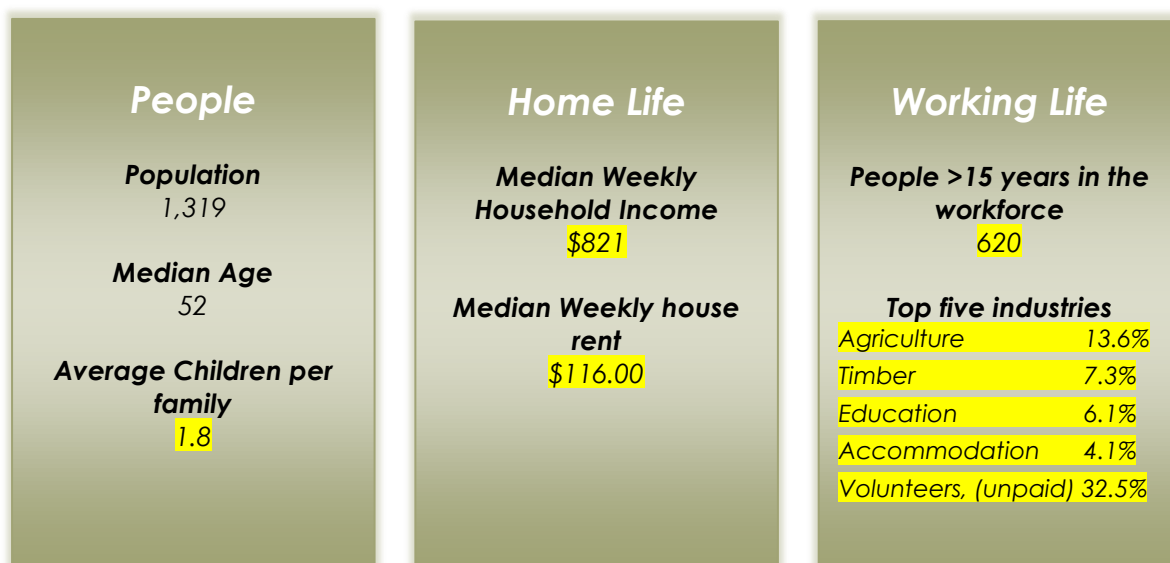 People
Population
1,319
Median Age
52
Average Children per
family
1.8
Home Life
Median Weekly
Household Income
$821
Median Weekly house
rent
$116.00
Working Life
People >15 years in the
workforce
620
Top five industries
Agriculture 13.6%
Timber 7.3%
Education 6.1%
Accommodation 4.1%
Volunteers, (unpaid) 32.5%